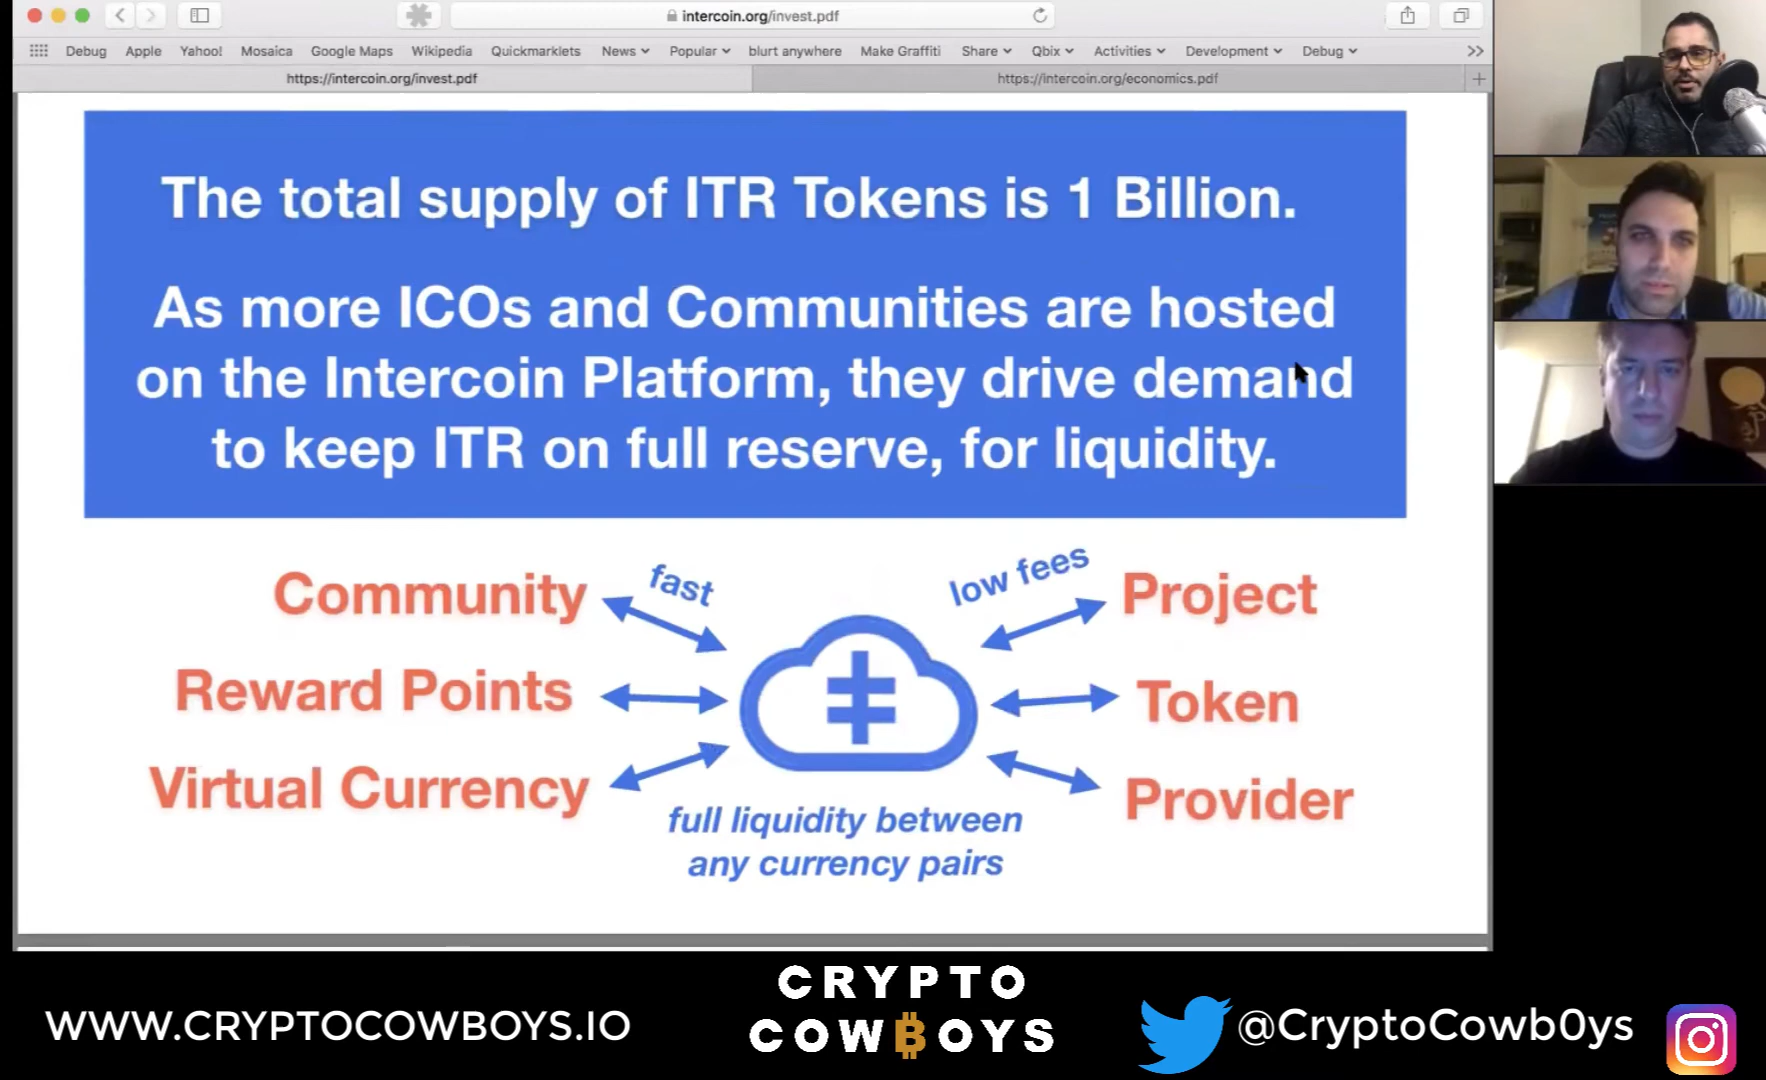 intercoin.org/invest.pdf
Debug Apple Yahoo! Mosaica Google Maps Wikipedia Quickmarklets News Popular blurt anywhere Make Graffiti Share Qbix Activities Development Debug
https://intercoin.org/invest.pdf
https://intercoin.org/economics.pdf
The total supply of ITR Tokens is 1 Billion.
As more ICOs and Communities are hosted
on the Intercoin Platform, they drive demand
to keep ITR on full reserve, for liquidity.
Community
fast
low fees
Project
Reward Points
Token
Virtual Currency
Provider
full liquidity between
any currency pairs
WWW.CRYPTOCOWBOYS.IO
CRYPTO
COWBOYS
@CryptoCowb0ys